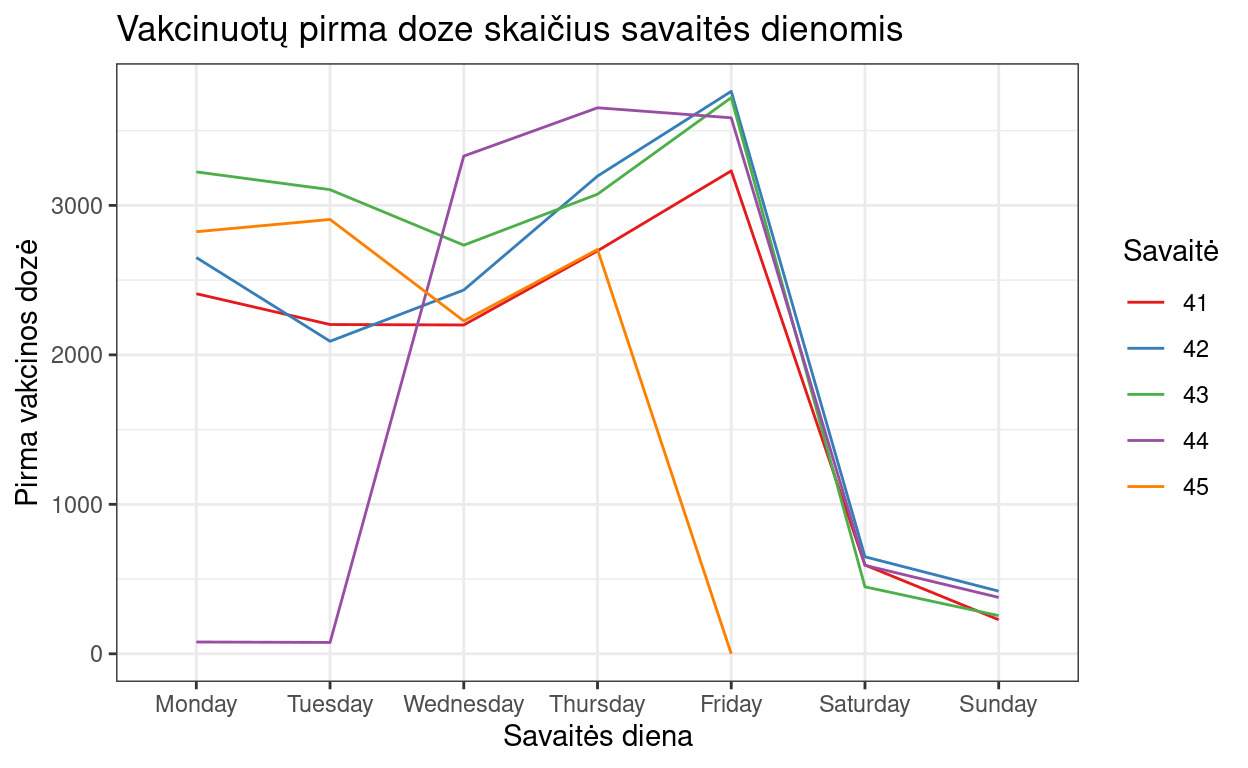 Vakcinuotų pirma doze skaičius savaitės dienomis
Pirma vakcinos dozė
3000
2000
1000
0
Monday
Tuesday
Wednesday
Thursday
Friday
Saturday
Sunday
Savaitės diena
Savaitė
41
42
43
44
45